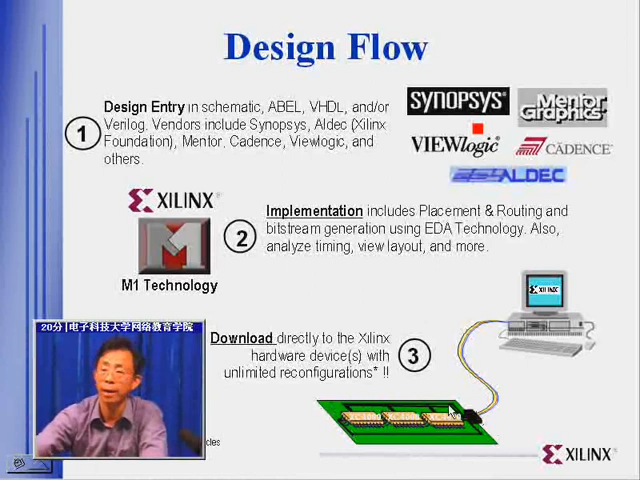 Design Flow
Design Entry in schematic, ABEL, VHDL, and/or
Verilog. Vendors include Synopsys, Aldec (Xilinx
Foundation), Mentor, Cadence, Viewlogic, and
others.
1
SYNOPSYS
Mentor
Graphics
VIEWlogic
CADENCE
ALDEC
XILINX
M1 Technology
2
Implementation includes Placement & Routing and
bitstream generation using EDA Technology. Also,
analyze timing, view layout, and more.
XILINX
20分|电子科技大学网络教育学院
Download directly to the Xilinx
hardware device(s) with
unlimited reconfigurations* !!
3
XC4000
XC4000
XC4000
XILINX